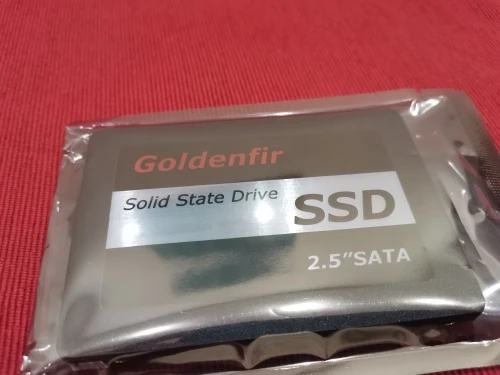 Goldenfir
Solid State Drive
SSD
2.5”SATA